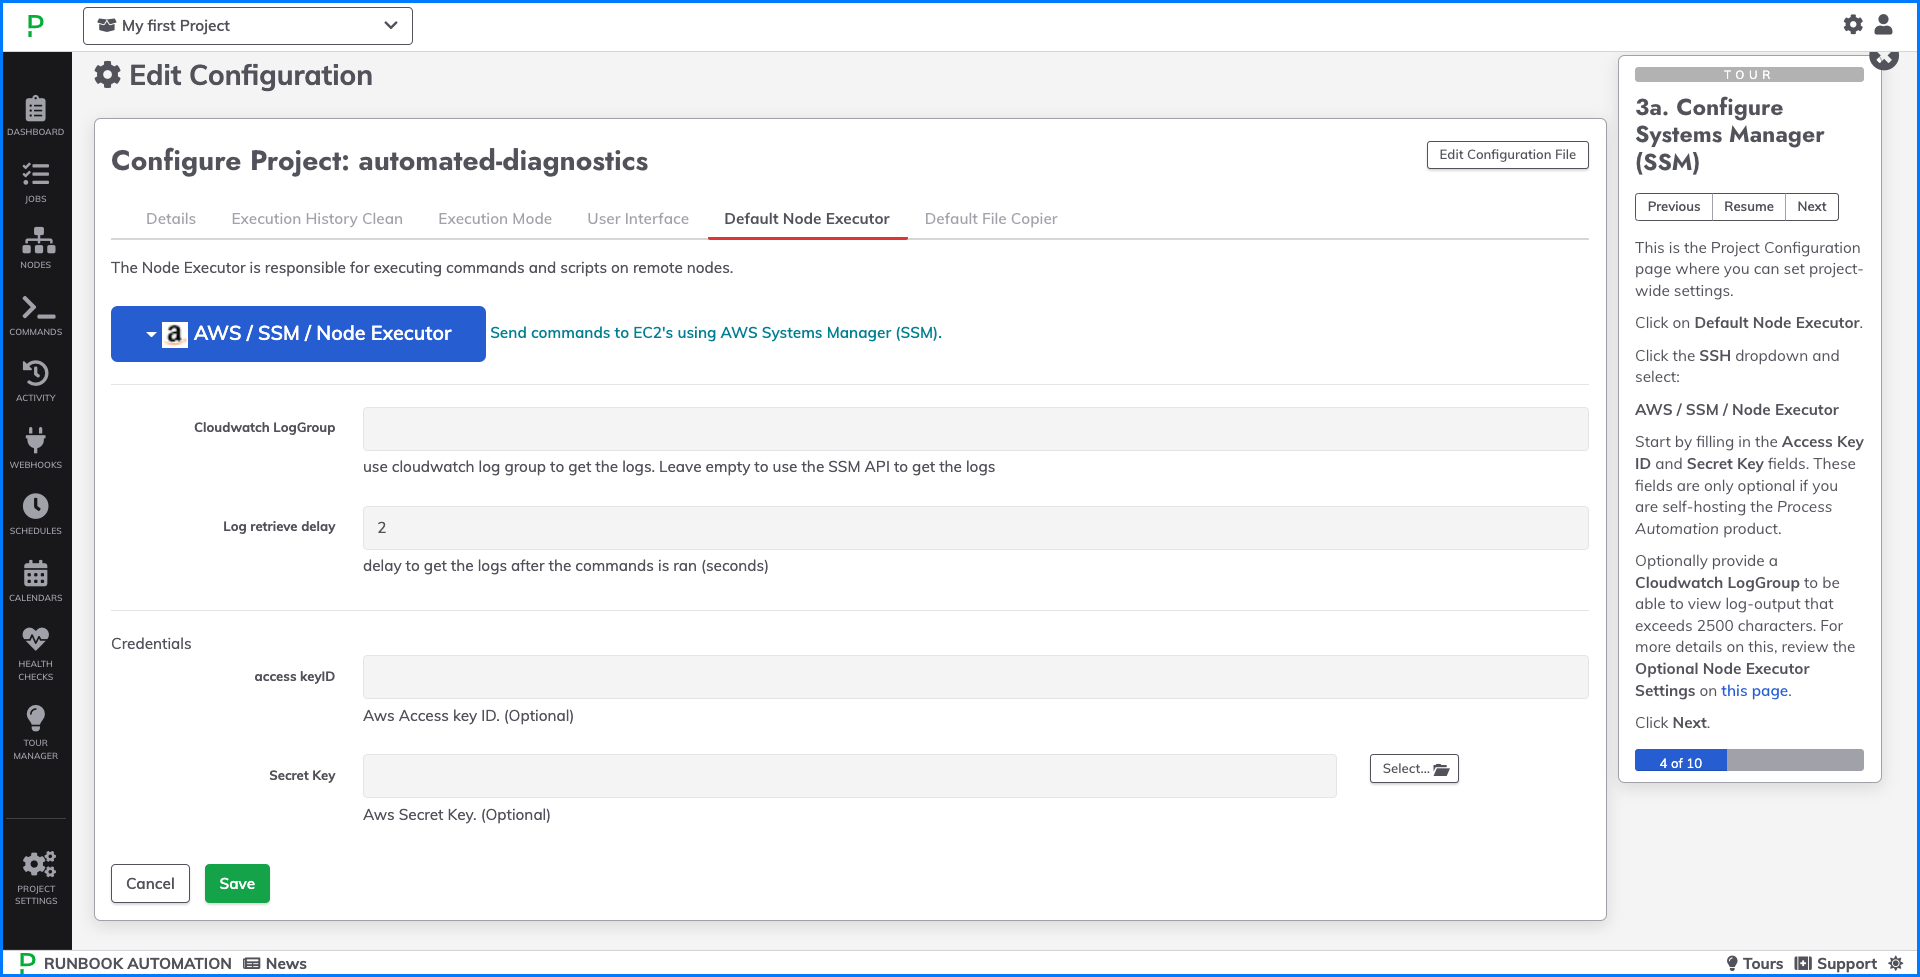 My first Project
Edit Configuration
DASHBOARD
JOBS
NODES
COMMANDS
ACTIVITY
WEBHOOKS
SCHEDULES
CALENDARS
HEALTH
CHECKS
TOUR
MANAGER
PROJECT
SETTINGS
Configure Project: automated-diagnostics
Edit Configuration File
Details Execution History Clean Execution Mode User Interface Default Node Executor Default File Copier
The Node Executor is responsible for executing commands and scripts on remote nodes.
a AWS / SSM / Node Executor Send commands to EC2's using AWS Systems Manager (SSM).
Cloudwatch LogGroup
use cloudwatch log group to get the logs. Leave empty to use the SSM API to get the logs
Log retrieve delay 2
delay to get the logs after the commands is ran (seconds)
Credentials
access keyID
Aws Access key ID. (Optional)
Secret Key Select...
Aws Secret Key. (Optional)
Cancel Save
TOUR
3a. Configure
Systems Manager
(SSM)
Previous Resume Next
This is the Project Configuration
page where you can set project-
wide settings.
Click on Default Node Executor.
Click the SSH dropdown and
select:
AWS / SSM / Node Executor
Start by filling in the Access Key
ID and Secret Key fields. These
fields are only optional if you
are self-hosting the Process
Automation product.
Optionally provide a
Cloudwatch LogGroup to be
able to view log-output that
exceeds 2500 characters. For
more details on this, review the
Optional Node Executor
Settings on this page.
Click Next.
4 of 10
RUNBOOK AUTOMATION News
Tours Support